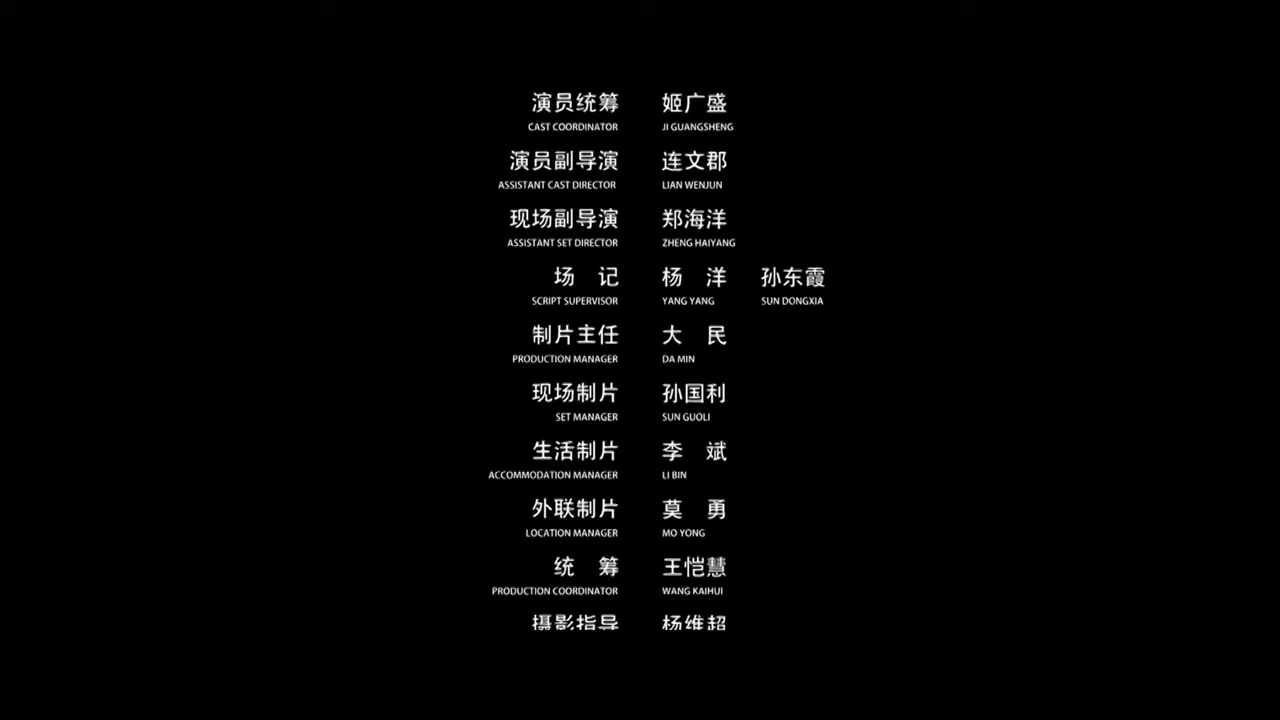 演员统筹 姬广盛
CAST COORDINATOR JI GUANGSHENG
演员副导演 连文郡
ASSISTANT CAST DIRECTOR LIAN WENJUN
现场副导演 郑海洋
ASSISTANT SET DIRECTOR ZHENG HAIYANG
场 记 杨 洋 孙东霞
SCRIPT SUPERVISOR YANG YANG SUN DONGXIA
制片主任 大 民
PRODUCTION MANAGER DA MIN
现场制片 孙国利
SET MANAGER SUN GUOLI
生活制片 李 斌
ACCOMMODATION MANAGER LI BIN
外联制片 莫 勇
LOCATION MANAGER MO YONG
统 筹 王恺慧
PRODUCTION COORDINATOR WANG KAIHUI
摄影指导 杨维超